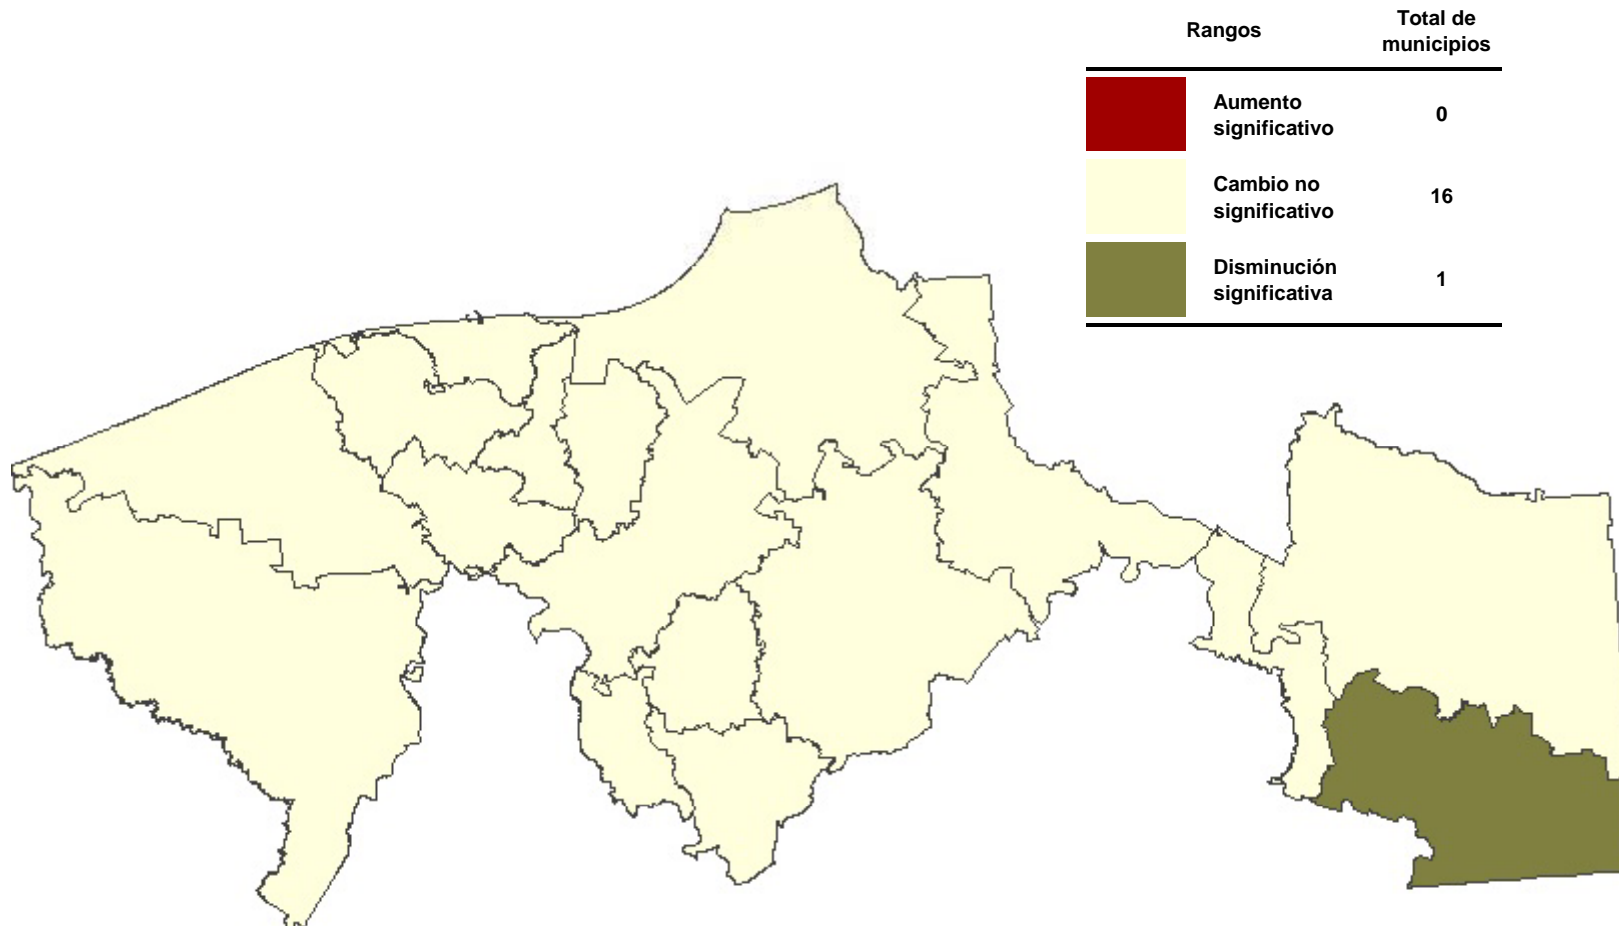 Rangos
Total de
municipios
Aumento
significativo
0
Cambio no
significativo
16
Disminución
significativa
1